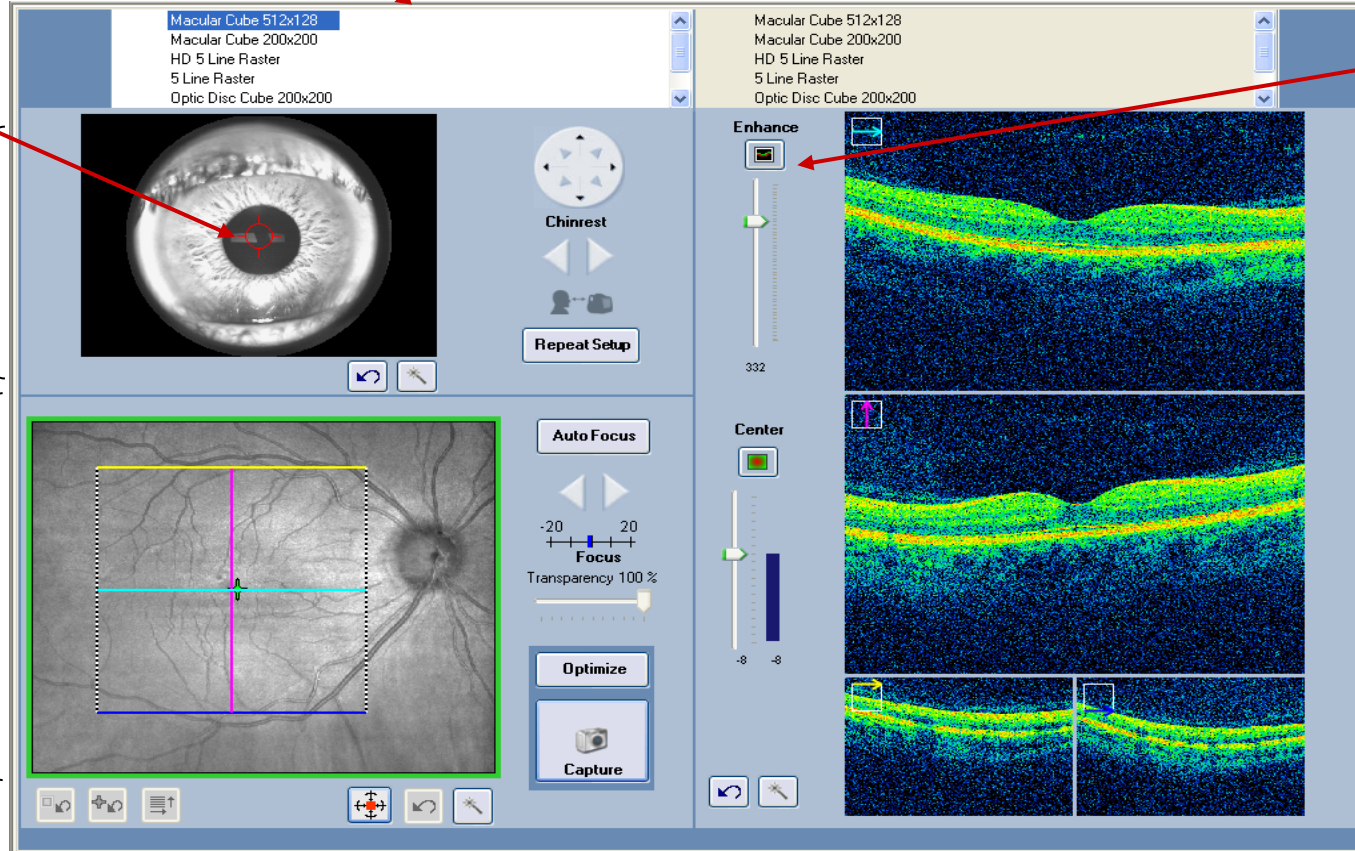 Macular Cube 512x128
Macular Cube 200x200
HD 5 Line Raster
5 Line Raster
Optic Disc Cube 200x200
Macular Cube 512x128
Macular Cube 200x200
HD 5 Line Raster
5 Line Raster
Optic Disc Cube 200x200
Chinrest
Repeat Setup
Enhance
332
Auto Focus
-20 20
Focus
Transparency 100 %
Optimize
Capture
Center
-8 -8